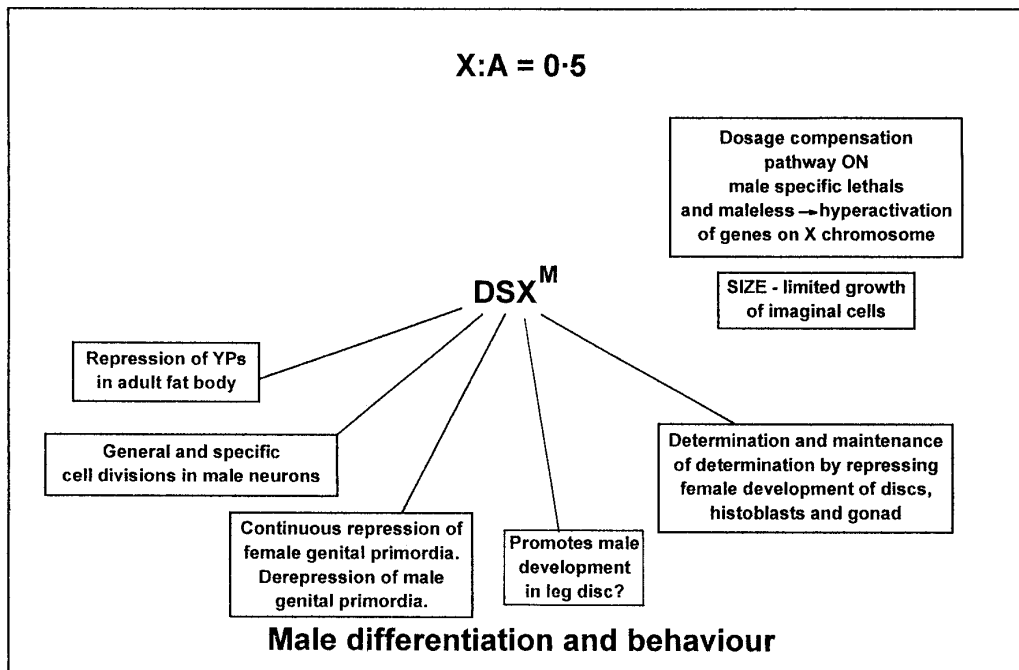 X:A = 0·5
Dosage compensation
pathway ON
male specific lethals
and maleless → hyperactivation
of genes on X chromosome
SIZE - limited growth
of imaginal cells
DSX^M
Repression of YPs
in adult fat body
General and specific
cell divisions in male neurons
Continuous repression of
female genital primordia.
Derepression of male
genital primordia.
Promotes male
development
in leg disc?
Determination and maintenance
of determination by repressing
female development of discs,
histoblasts and gonad
Male differentiation and behaviour